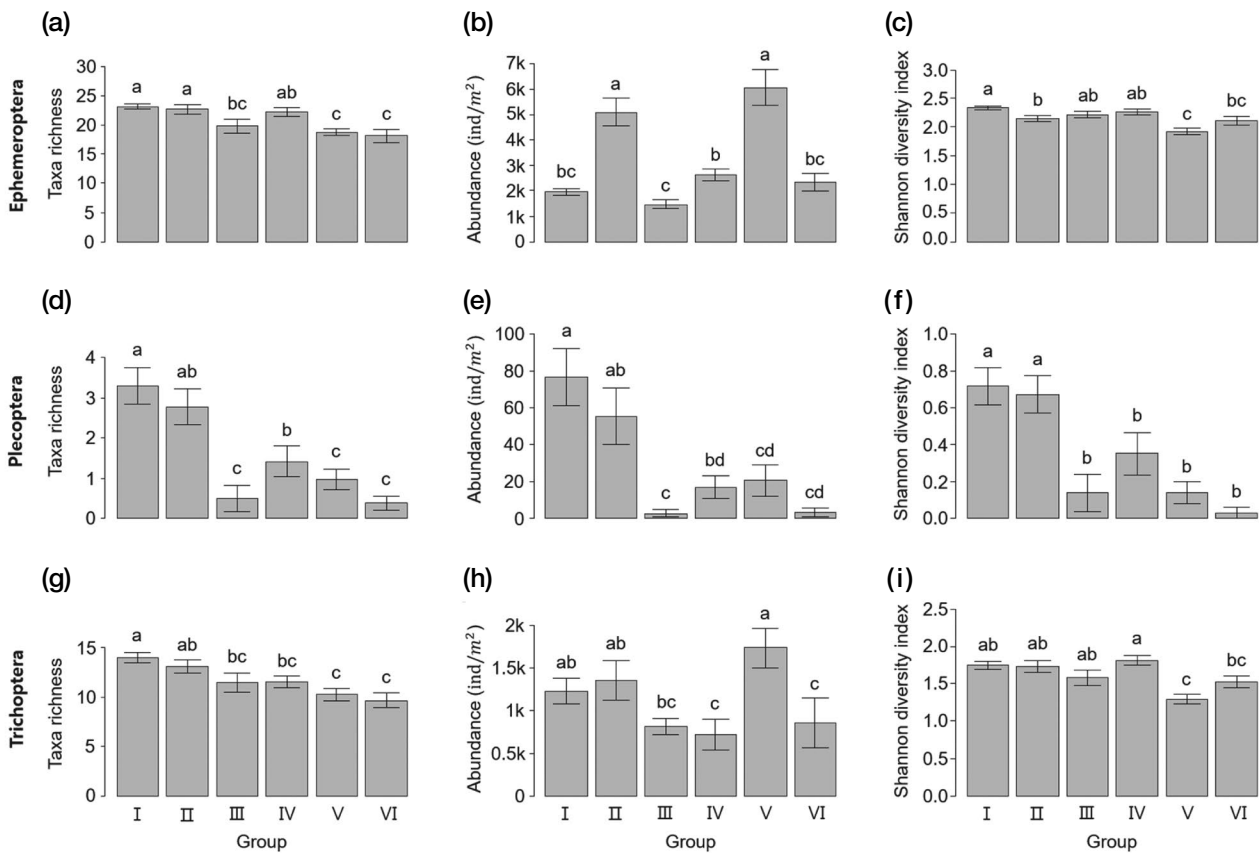 (a)
(b)
(c)
Ephemeroptera
Taxa richness
30
25
20
15
10
5
0
a
a
bc
ab
c
c
Abundance (ind/m²)
7k
6k
5k
4k
3k
2k
1k
0
bc
a
c
b
a
bc
Shannon diversity index
3.0
2.5
2.0
1.5
1.0
0.5
0.0
a
b
ab
ab
c
bc
(d)
(e)
(f)
Plecoptera
Taxa richness
4
3
2
1
0
a
ab
c
b
c
c
Abundance (ind/m²)
100
80
60
40
20
0
a
ab
c
bd
cd
cd
Shannon diversity index
1.0
0.8
0.6
0.4
0.2
0.0
a
a
b
b
b
b
(g)
(h)
(i)
Trichoptera
Taxa richness
15
10
5
0
a
ab
bc
bc
c
c
I II III IV V VI
Group
Abundance (ind/m²)
2k
1.5k
1k
0.5k
0
ab
ab
bc
c
a
c
I II III IV V VI
Group
Shannon diversity index
2.5
2.0
1.5
1.0
0.5
0.0
ab
ab
ab
a
c
bc
I II III IV V VI
Group